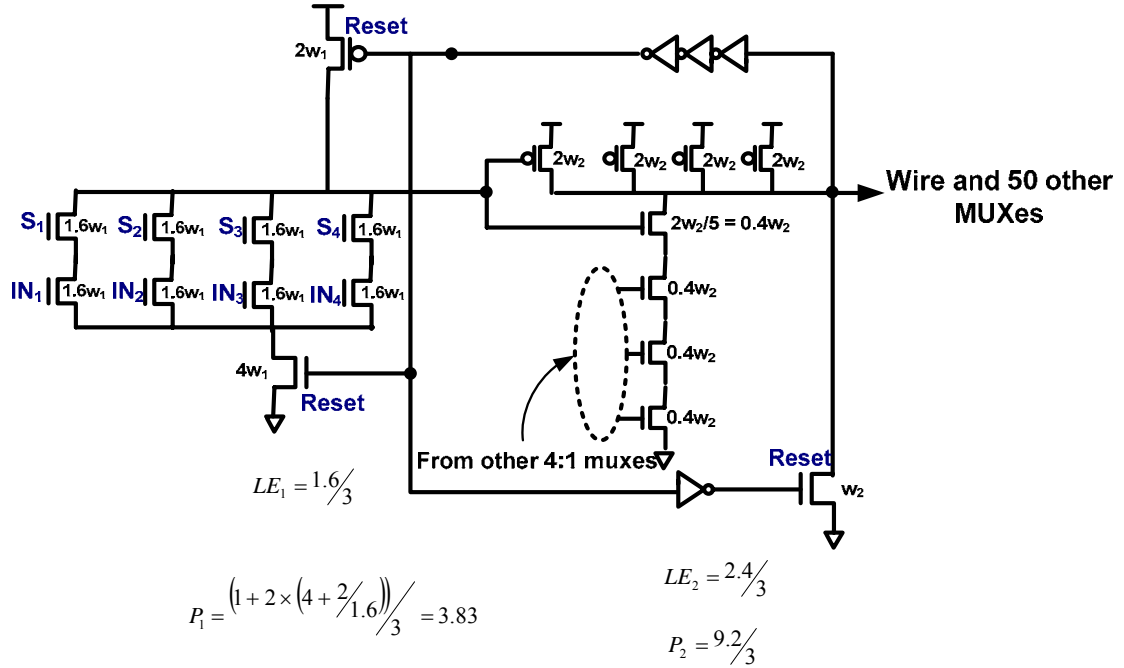 Reset
2w₁
2w₂ 2w₂ 2w₂ 2w₂
Wire and 50 other
MUXes
S₁ 1.6w₁ S₂ 1.6w₁ S₃ 1.6w₁ S₄ 1.6w₁
2w₂/5 = 0.4w₂
IN₁ 1.6w₁ IN₂ 1.6w₁ IN₃ 1.6w₁ IN₄ 1.6w₁
0.4w₂
0.4w₂
4w₁
Reset
0.4w₂
From other 4:1 muxes
Reset
w₂
LE₁ = 1.6/3
LE₂ = 2.4/3
P₁ = (1 + 2 × (4 + 2/1.6))/3 = 3.83
P₂ = 9.2/3